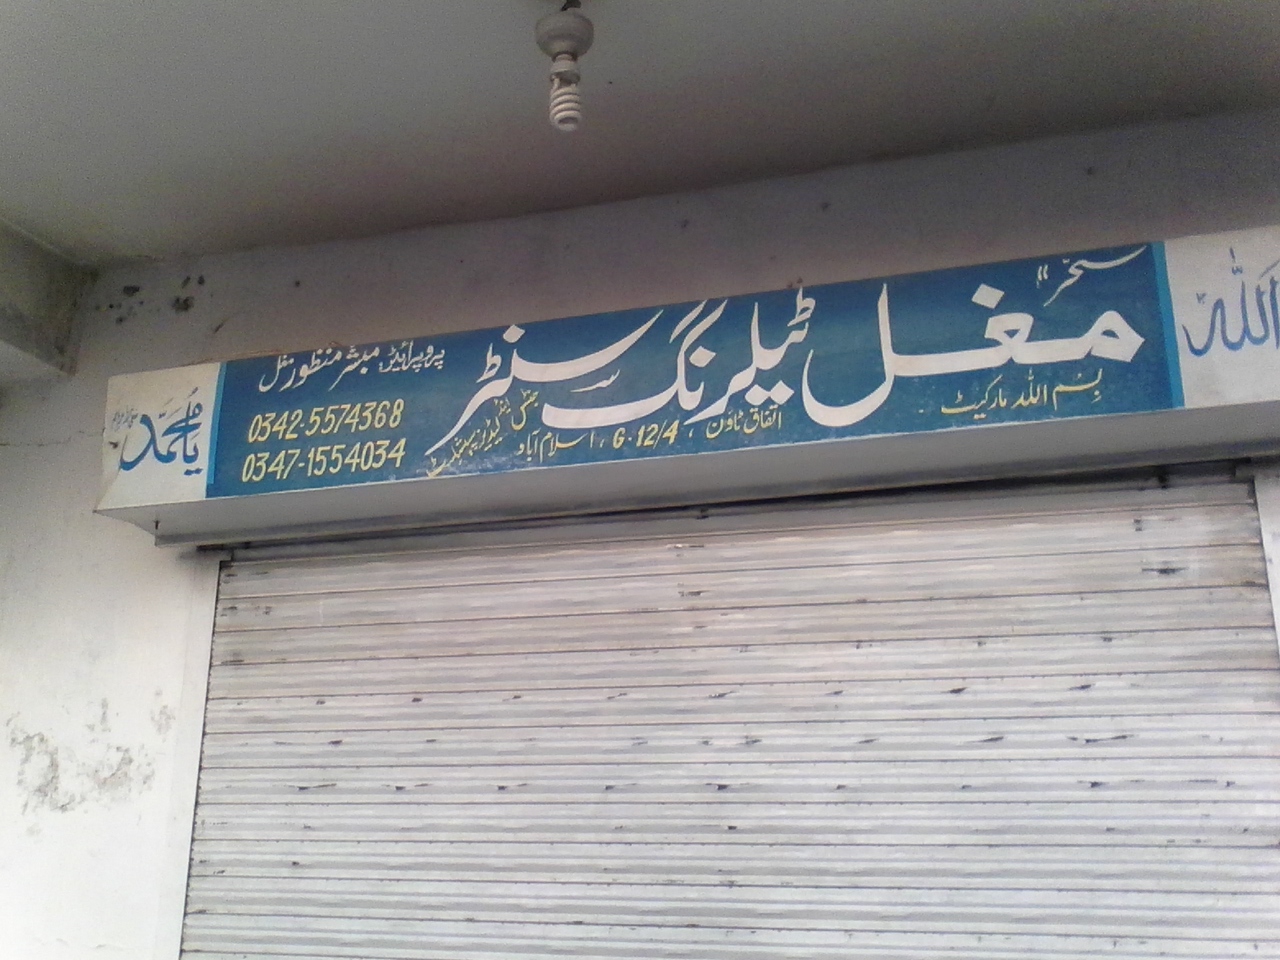 اللہ
سحر
مغل ٹیلرنگ سنٹر
بسم اللہ مارکیٹ
اتفاق ٹاؤن، G-12/4، اسلام آباد
پروپرائیٹر: مبشر منظور مغل
0342-5574368
0347-1554034
یا محمد